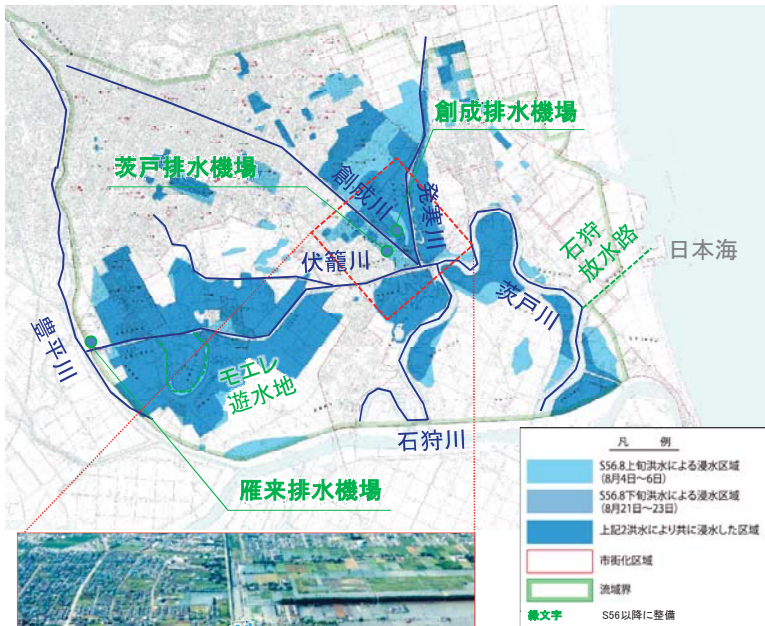 創成排水機場
茨戸排水機場
創成川
発寒川
伏籠川
石狩
放水路
日本海
茨戸川
豊平川
モエレ
遊水地
石狩川
雁来排水機場
凡 例
S56.8上旬洪水による浸水区域
(8月4日~6日)
S56.8下旬洪水による浸水区域
(8月21日~23日)
上記2洪水により共に浸水した区域
市街化区域
流域界
緑文字 S56以降に整備